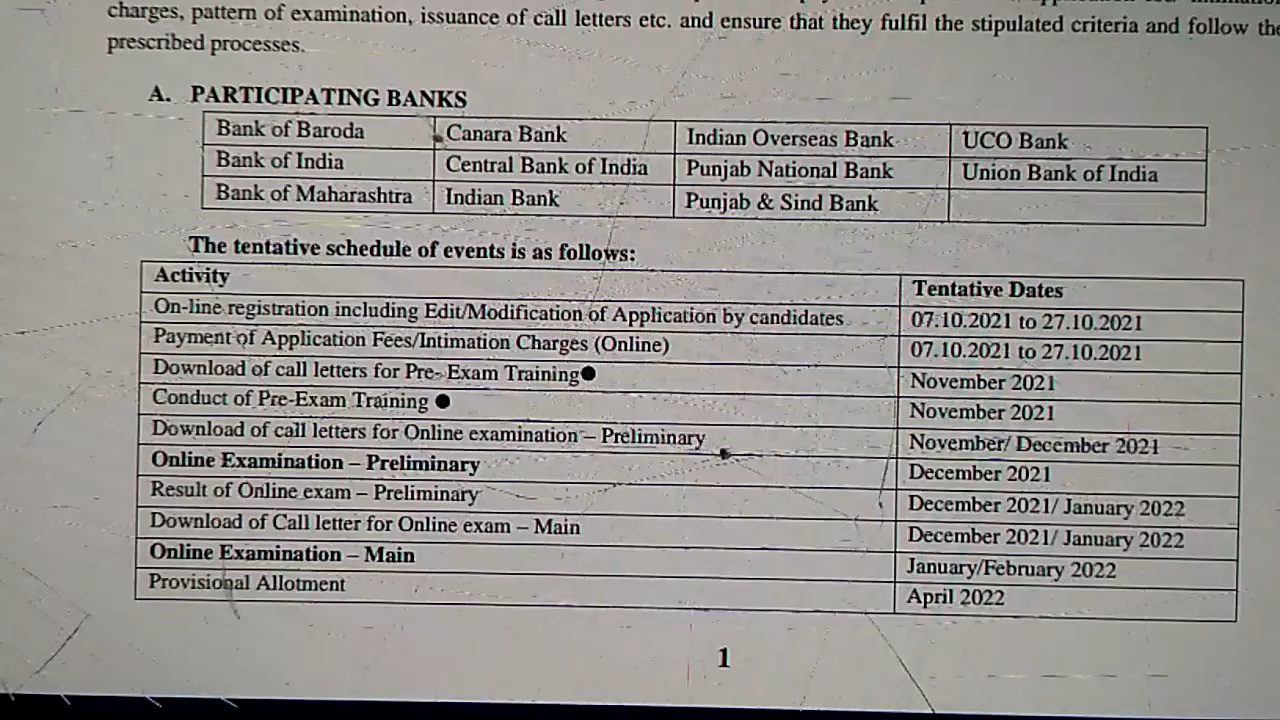 charges, pattern of examination, issuance of call letters etc. and ensure that they fulfil the stipulated criteria and follow the
prescribed processes.
A. PARTICIPATING BANKS
Bank of Baroda Canara Bank Indian Overseas Bank UCO Bank
Bank of India Central Bank of India Punjab National Bank Union Bank of India
Bank of Maharashtra Indian Bank Punjab & Sind Bank
The tentative schedule of events is as follows:
Activity Tentative Dates
On-line registration including Edit/Modification of Application by candidates 07.10.2021 to 27.10.2021
Payment of Application Fees/Intimation Charges (Online) 07.10.2021 to 27.10.2021
Download of call letters for Pre- Exam Training● November 2021
Conduct of Pre-Exam Training ● November 2021
Download of call letters for Online examination – Preliminary November/ December 2021
Online Examination – Preliminary December 2021
Result of Online exam – Preliminary December 2021/ January 2022
Download of Call letter for Online exam – Main December 2021/ January 2022
Online Examination – Main January/February 2022
Provisional Allotment April 2022
1